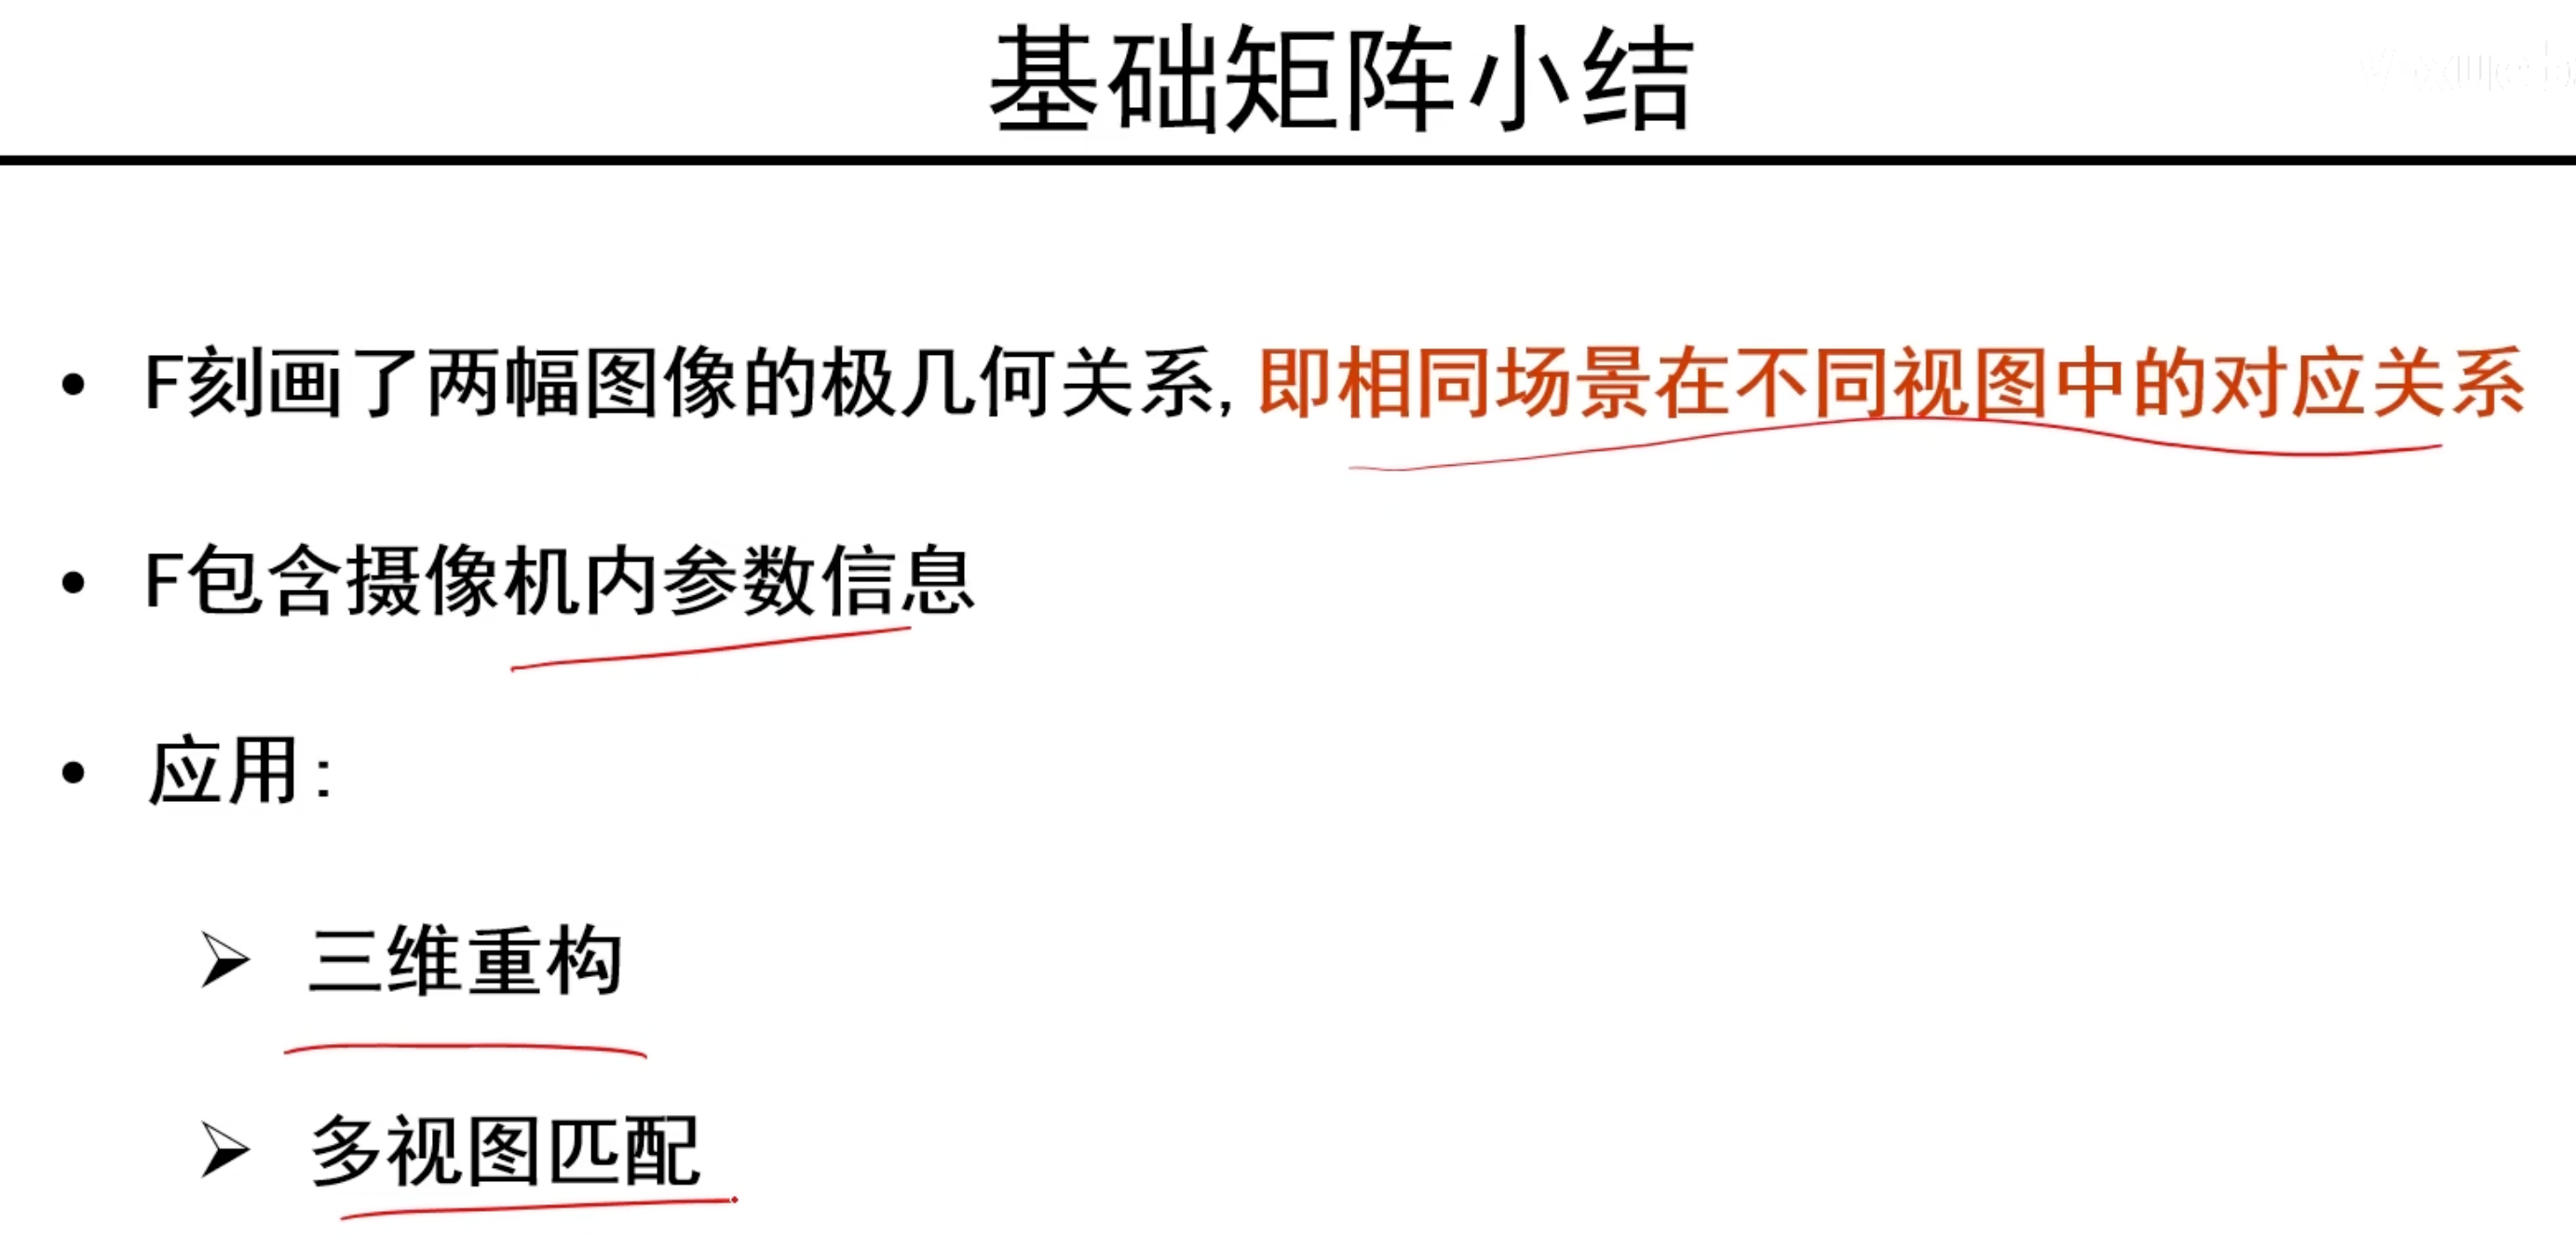 基础矩阵小结
• F刻画了两幅图像的极几何关系, 即相同场景在不同视图中的对应关系
• F包含摄像机内参数信息
• 应用:
➢ 三维重构
➢ 多视图匹配